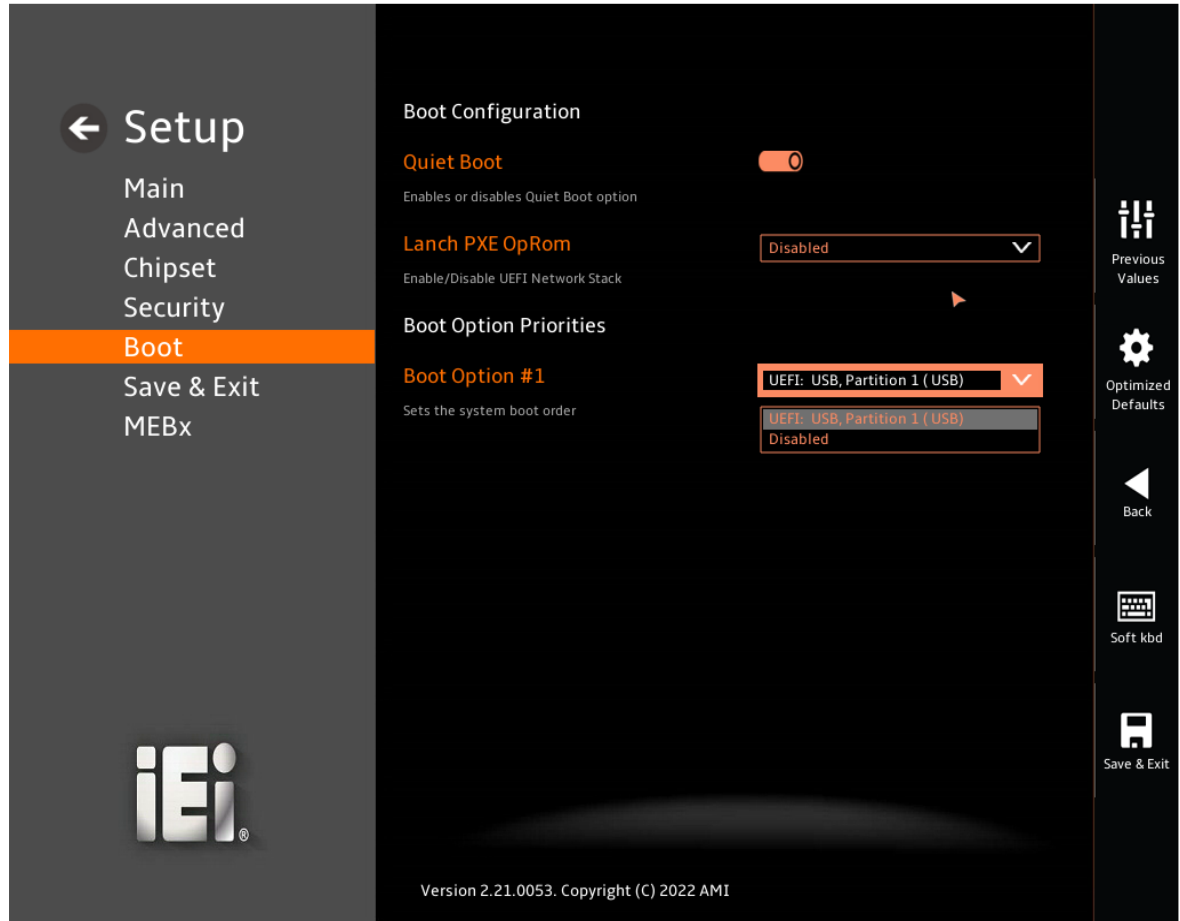 Setup
Main
Advanced
Chipset
Security
Boot
Save & Exit
MEBx
iEi®
Boot Configuration
Quiet Boot
Enables or disables Quiet Boot option
Lanch PXE OpRom
Disabled
Enable/Disable UEFI Network Stack
Boot Option Priorities
Boot Option #1
UEFI: USB, Partition 1 ( USB)
Sets the system boot order
UEFI: USB, Partition 1 ( USB)
Disabled
Version 2.21.0053. Copyright (C) 2022 AMI
Previous
Values
Optimized
Defaults
Back
Soft kbd
Save & Exit